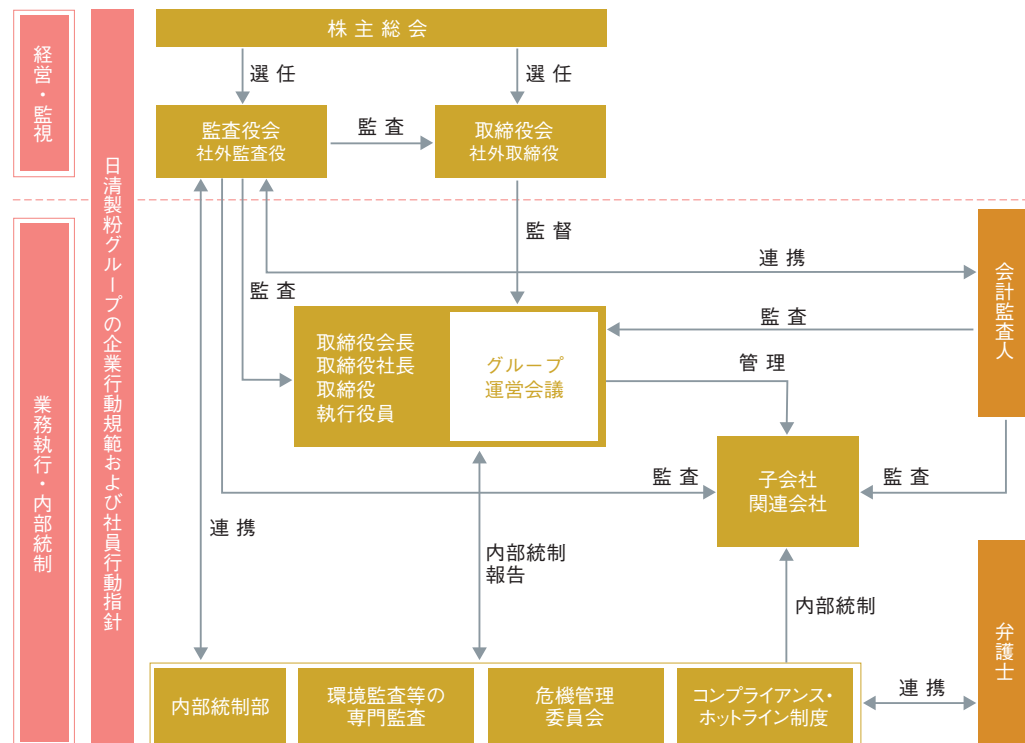 株主総会
経営・監視
選任
選任
監査役会
社外監査役
監査
取締役会
社外取締役
日清製粉グループの企業行動規範および社員行動指針
監督
連携
会計監査人
監査
監査
取締役会長
取締役社長
取締役
執行役員
グループ
運営会議
管理
業務執行・内部統制
監査
子会社
関連会社
監査
連携
内部統制
報告
内部統制
弁護士
内部統制部
環境監査等の
専門監査
危機管理
委員会
コンプライアンス・
ホットライン制度
連携